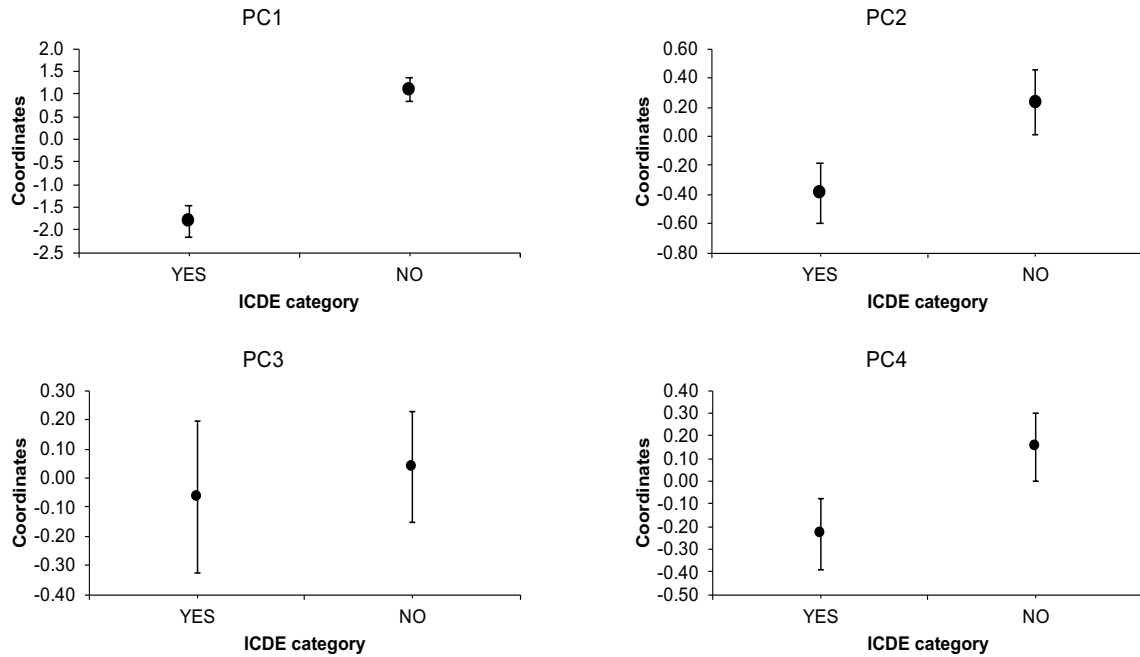 PC1
2.0
1.5
1.0
0.5
0.0
-0.5
-1.0
-1.5
-2.0
-2.5
Coordinates
YES NO
ICDE category
PC2
0.60
0.40
0.20
0.00
-0.20
-0.40
-0.60
-0.80
Coordinates
YES NO
ICDE category
PC3
0.30
0.20
0.10
0.00
-0.10
-0.20
-0.30
-0.40
Coordinates
YES NO
ICDE category
PC4
0.40
0.30
0.20
0.10
0.00
-0.10
-0.20
-0.30
-0.40
-0.50
Coordinates
YES NO
ICDE category